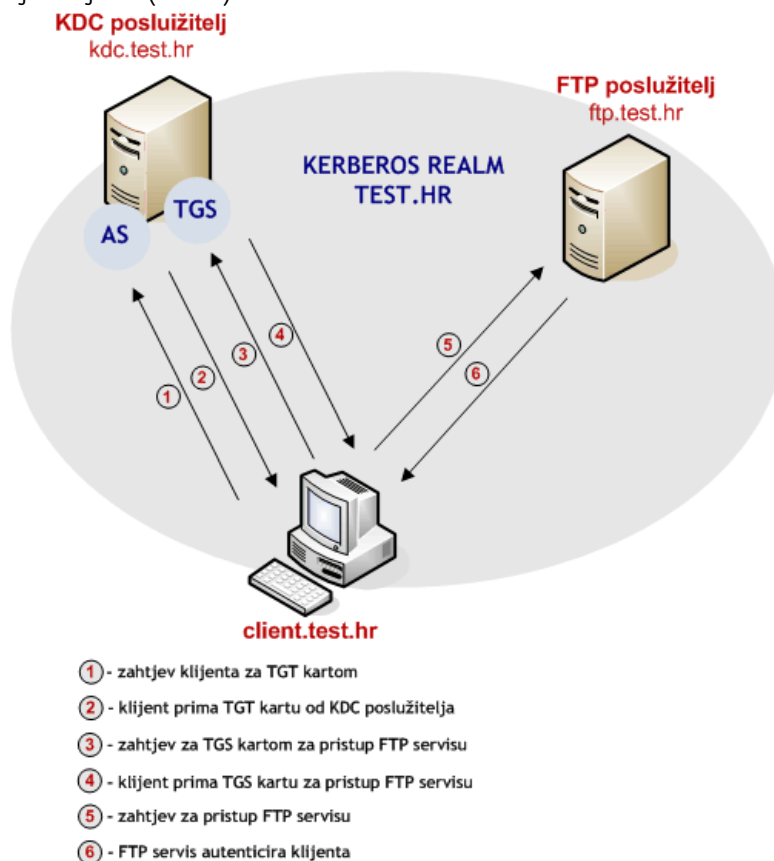 KDC posluižitelj
kdc.test.hr
FTP poslužitelj
ftp.test.hr
KERBEROS REALM
TEST.HR
TGS
AS
4
3
2
1
5
6
client.test.hr
1 - zahtjev klijenta za TGT kartom
2 - klijent prima TGT kartu od KDC poslužitelja
3 - zahtjev za TGS kartom za pristup FTP servisu
4 - klijent prima TGS kartu za pristup FTP servisu
5 - zahtjev za pristup FTP servisu
6 - FTP servis autenticira klijenta